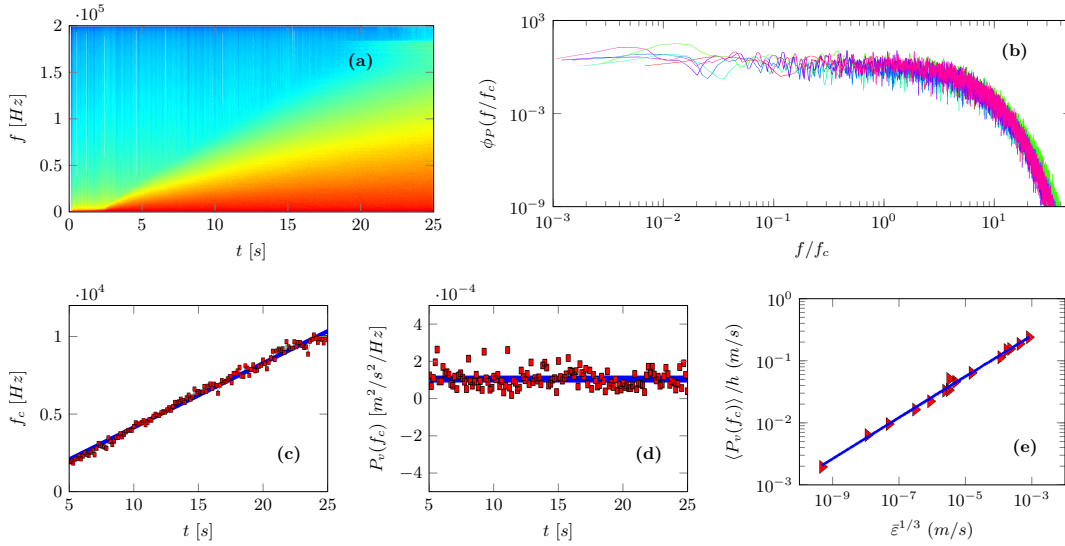 ·10^5
2
1.5
1
0.5
0
f [Hz]
(a)
0 5 10 15 20 25
t [s]
10^3
10^−3
10^−9
ϕ_P(f/f_c)
(b)
10^−3 10^−2 10^−1 10^0 10^1
f/f_c
·10^4
1
0.5
0
f_c [Hz]
(c)
5 10 15 20 25
t [s]
·10^−4
4
2
0
−2
−4
P_v(f_c) [m^2/s^2/Hz]
(d)
5 10 15 20 25
t [s]
10^0
10^−1
10^−2
10^−3
⟨P_v(f_c)⟩/h (m/s)
(e)
10^−9 10^−7 10^−5 10^−3
ε̄^1/3 (m/s)